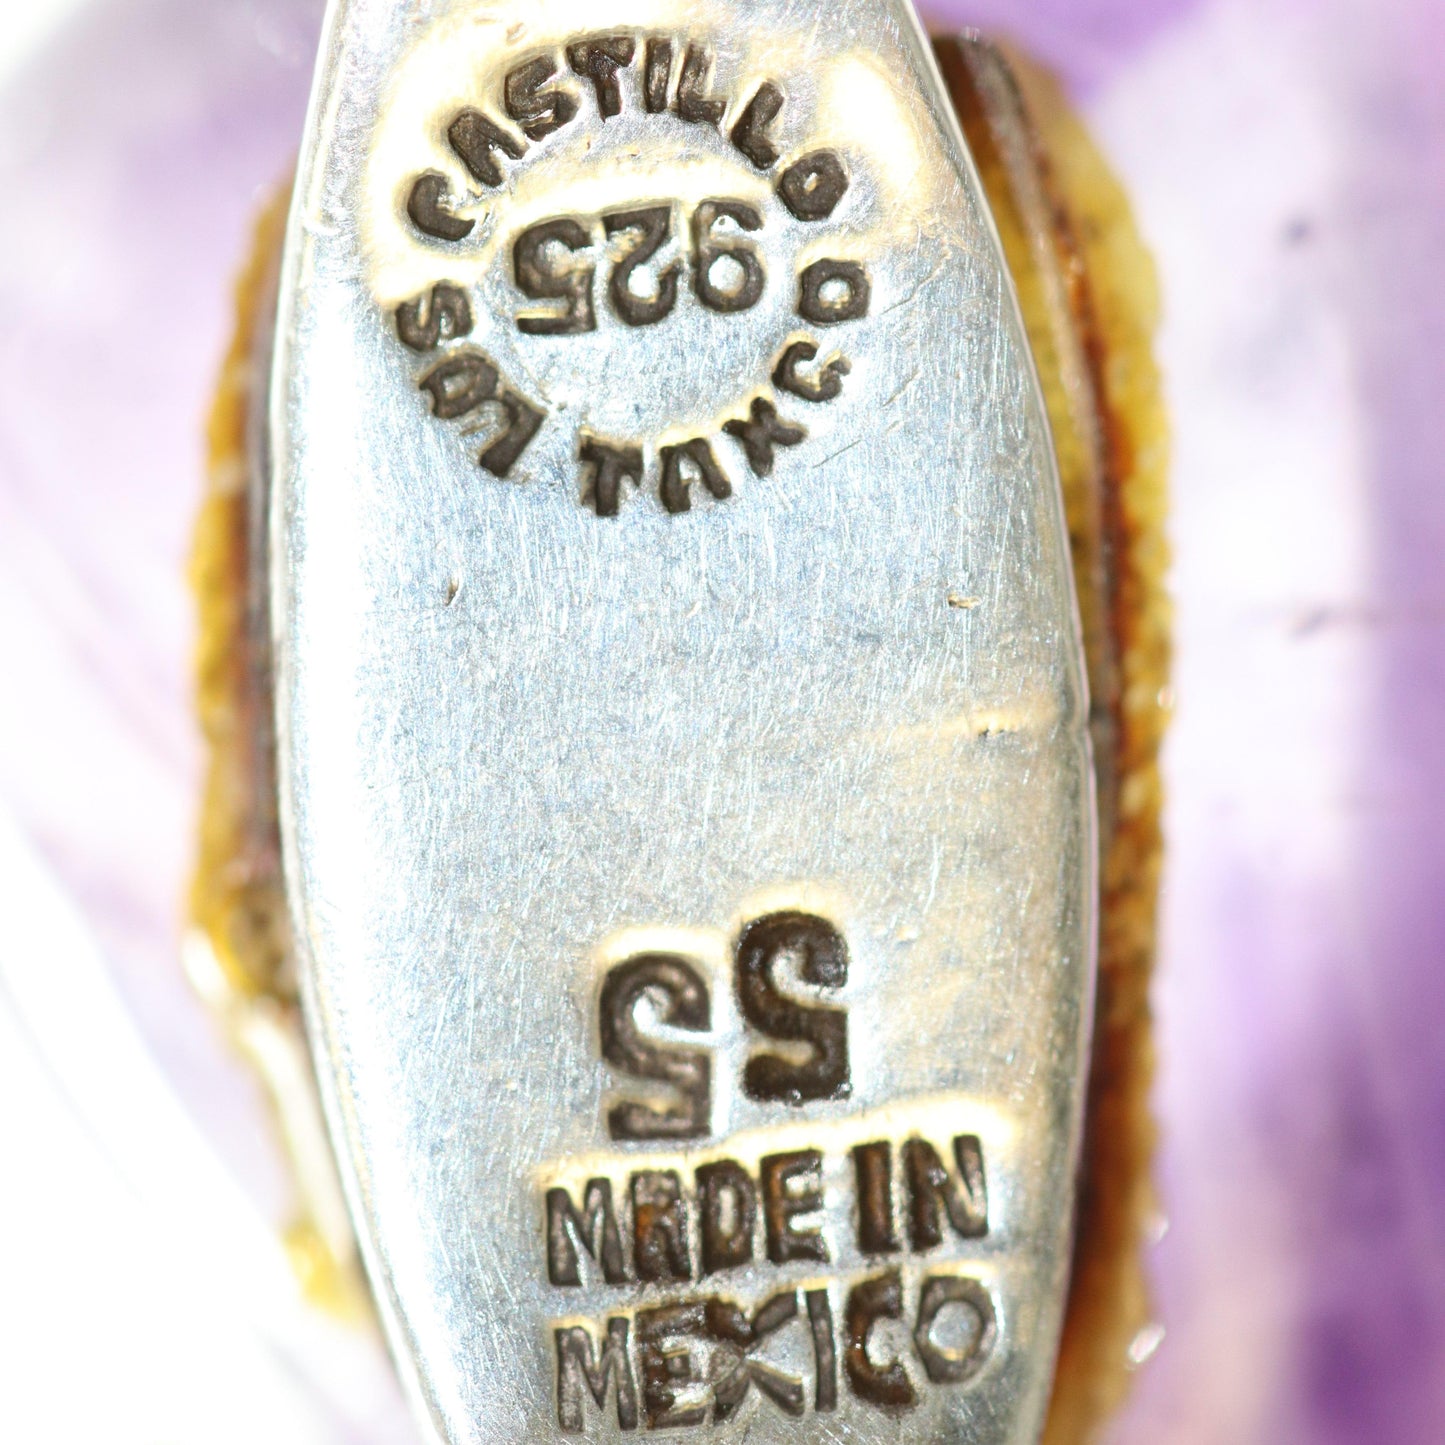 LOS CASTILLO
TAXCO
925
55
MADE IN
MEXICO